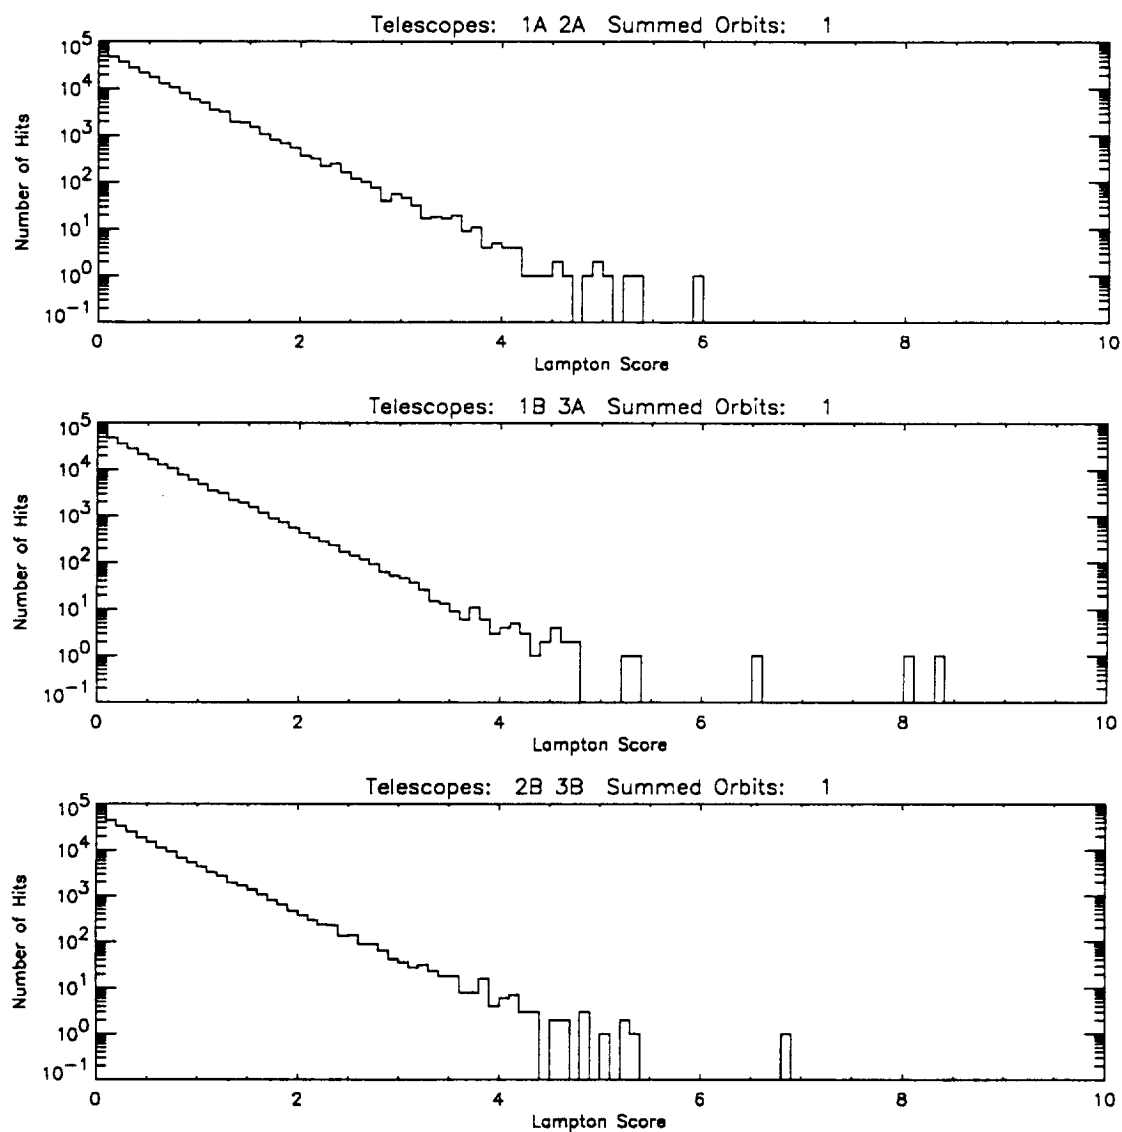 Telescopes: 1A 2A Summed Orbits: 1
Number of Hits
10^5
10^4
10^3
10^2
10^1
10^0
10^-1
0 2 4 6 8 10
Lampton Score
Telescopes: 1B 3A Summed Orbits: 1
Number of Hits
10^5
10^4
10^3
10^2
10^1
10^0
10^-1
0 2 4 6 8 10
Lampton Score
Telescopes: 2B 3B Summed Orbits: 1
Number of Hits
10^5
10^4
10^3
10^2
10^1
10^0
10^-1
0 2 4 6 8 10
Lampton Score